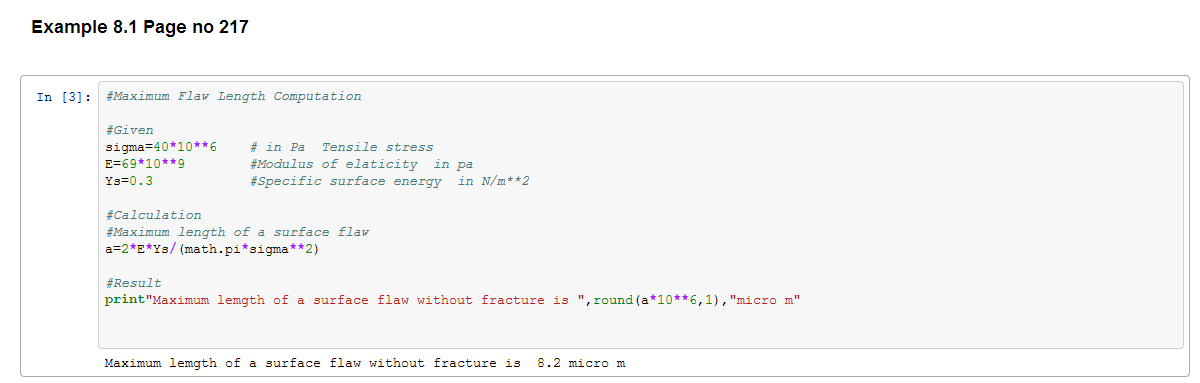 Example 8.1 Page no 217
In [3]: #Maximum Flaw Length Computation
#Given
sigma=40*10**6    # in Pa  Tensile stress
E=69*10**9        #Modulus of elaticity  in pa
Ys=0.3            #Specific surface energy  in N/m**2
#Calculation
#Maximum length of a surface flaw
a=2*E*Ys/(math.pi*sigma**2)
#Result
print"Maximum lemgth of a surface flaw without fracture is ",round(a*10**6,1),"micro m"
Maximum lemgth of a surface flaw without fracture is  8.2 micro m